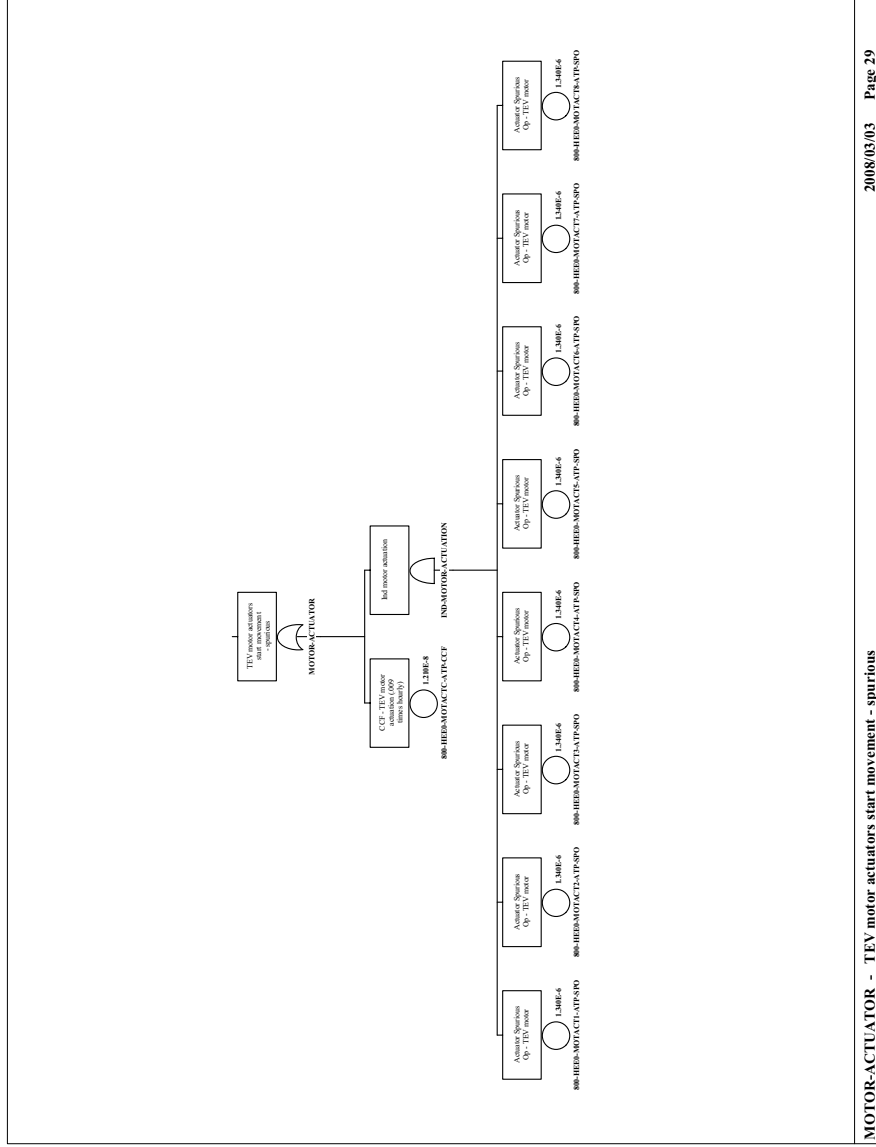 TEV motor actuators
start movement
- spurious
MOTOR-ACTUATOR
CCF - TEV motor
actuation (.009
times hourly)
1.210E-8
800-HEE0-MOTACTC-ATP-CCF
Ind motor actuation
IND-MOTOR-ACTUATION
Actuator Spurious
Op - TEV motor
1.340E-6
800-HEE0-MOTACT1-ATP-SPO
Actuator Spurious
Op - TEV motor
1.340E-6
800-HEE0-MOTACT2-ATP-SPO
Actuator Spurious
Op - TEV motor
1.340E-6
800-HEE0-MOTACT3-ATP-SPO
Actuator Spurious
Op - TEV motor
1.340E-6
800-HEE0-MOTACT4-ATP-SPO
Actuator Spurious
Op - TEV motor
1.340E-6
800-HEE0-MOTACT5-ATP-SPO
Actuator Spurious
Op - TEV motor
1.340E-6
800-HEE0-MOTACT6-ATP-SPO
Actuator Spurious
Op - TEV motor
1.340E-6
800-HEE0-MOTACT7-ATP-SPO
Actuator Spurious
Op - TEV motor
1.340E-6
800-HEE0-MOTACT8-ATP-SPO
MOTOR-ACTUATOR - TEV motor actuators start movement - spurious 2008/03/03 Page 29